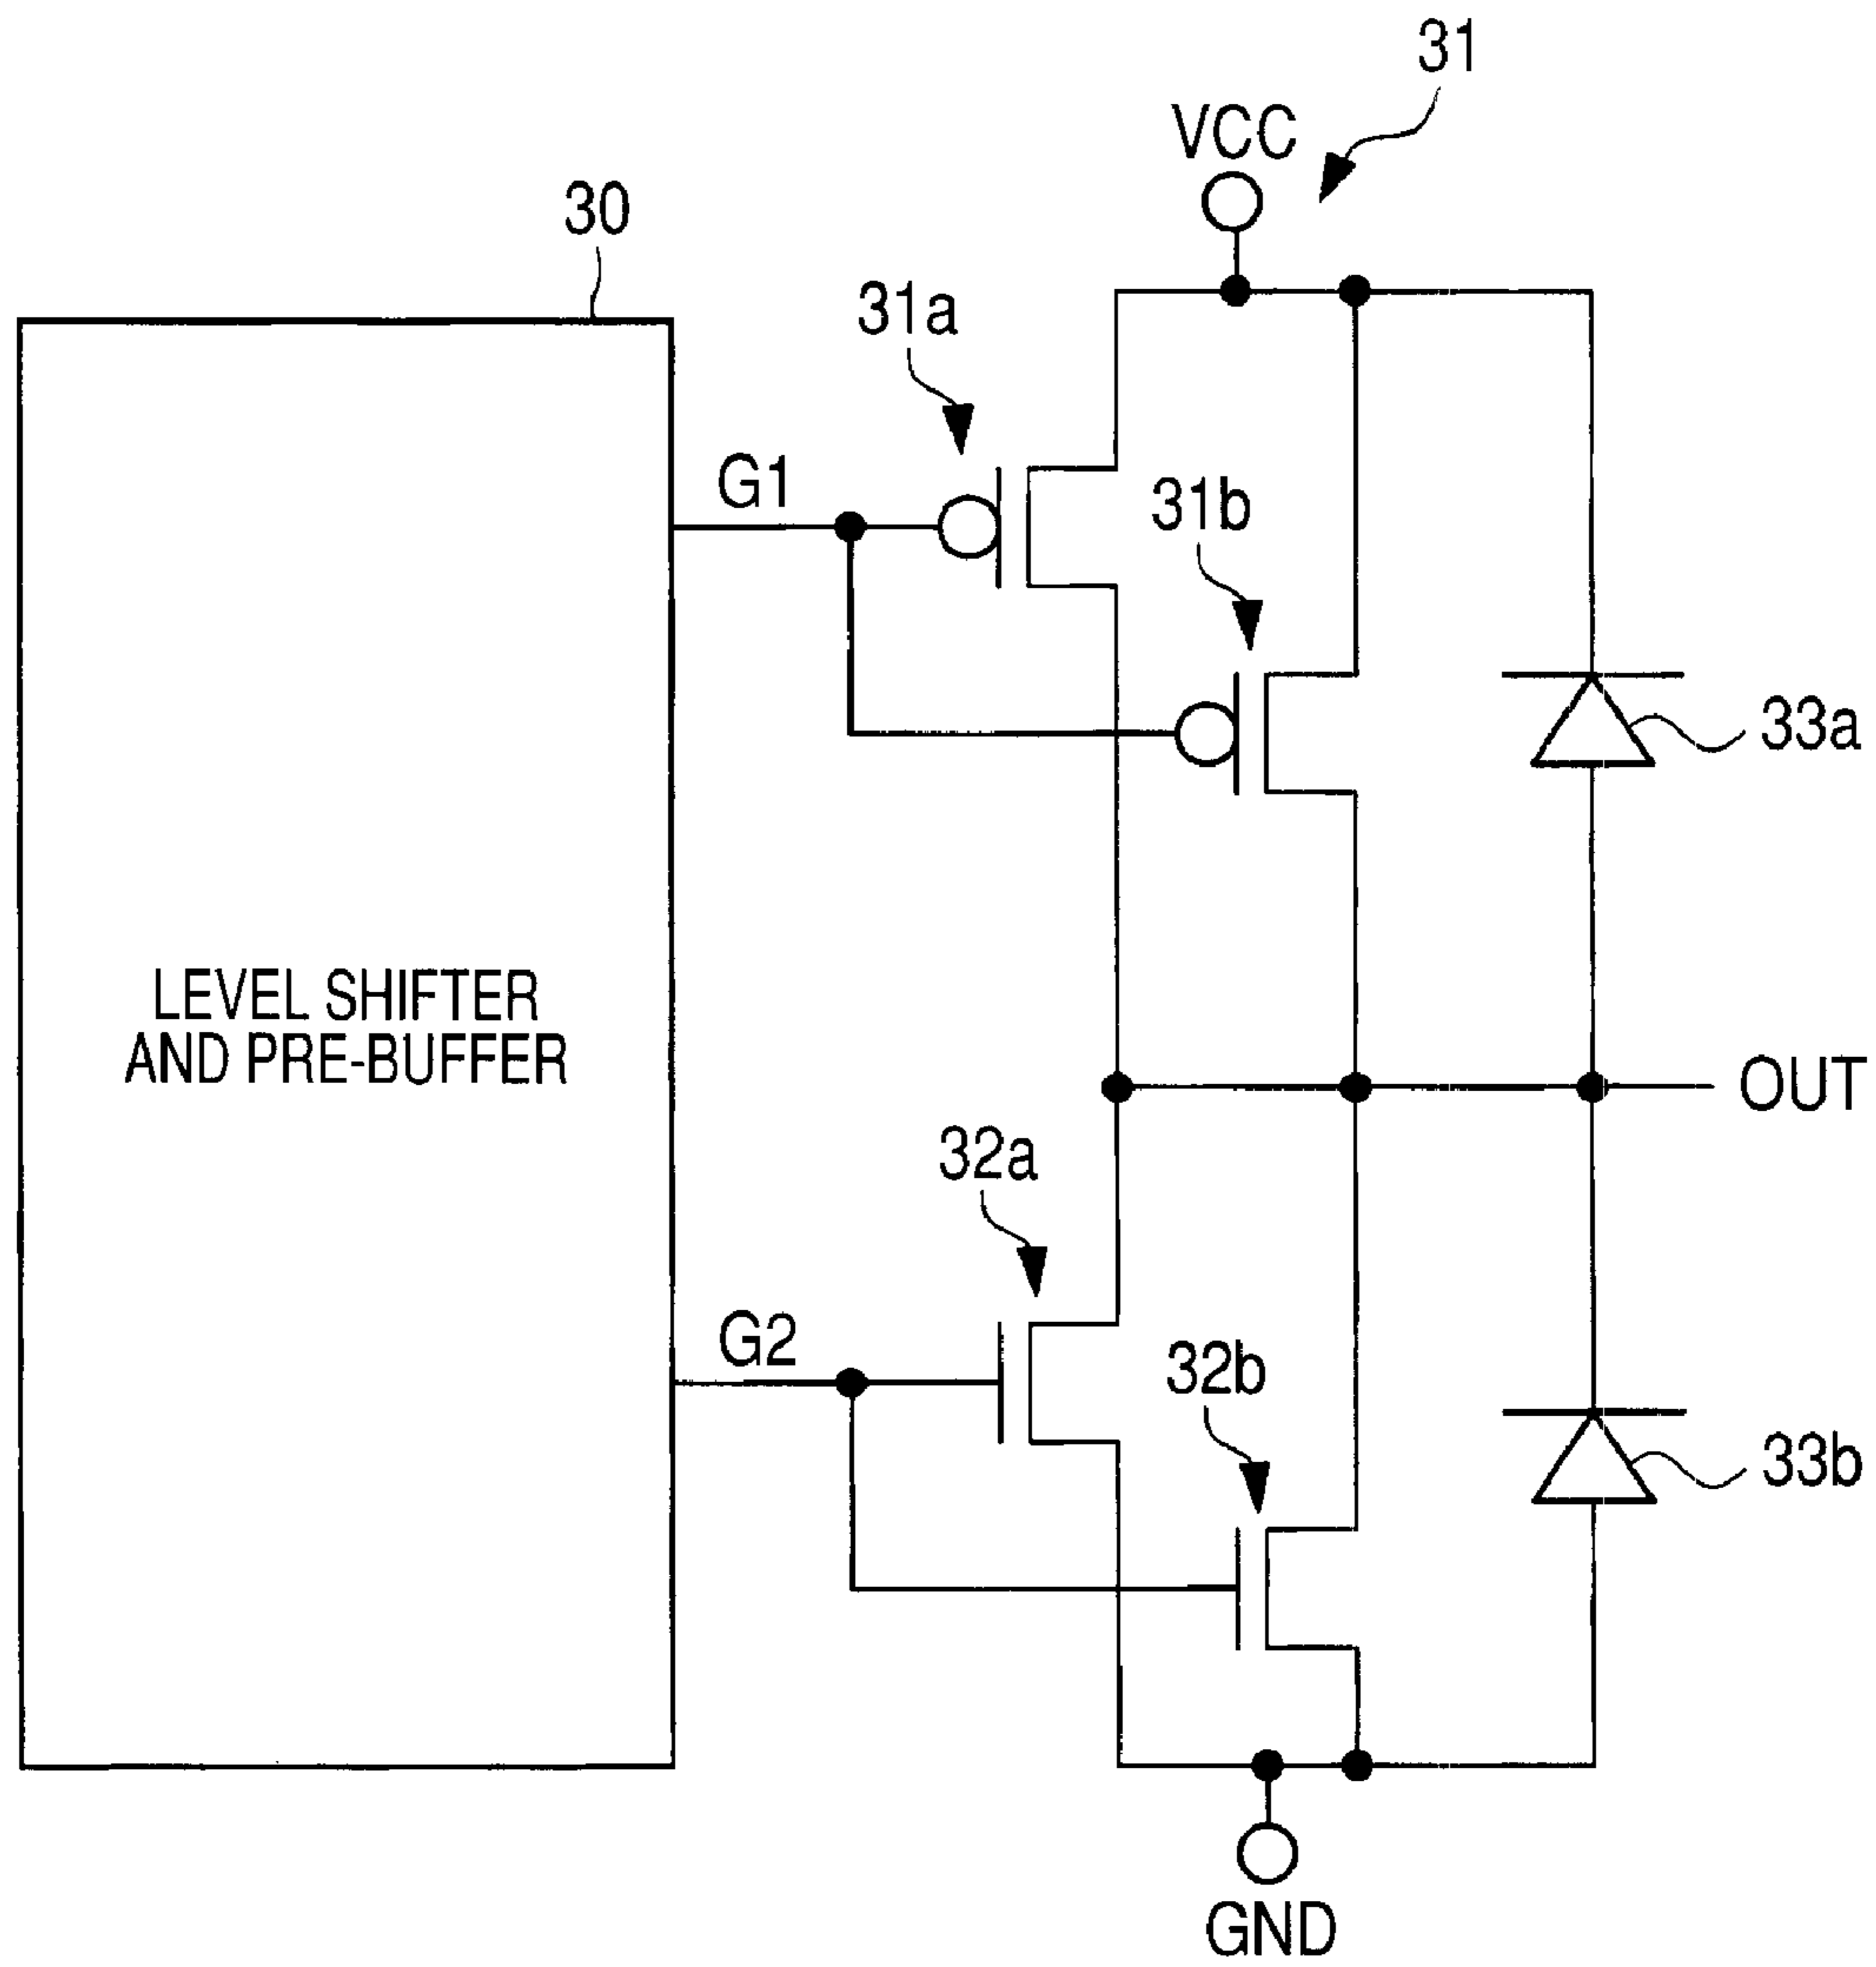 31
VCC
30
31a
G1
31b
33a
LEVEL SHIFTER
AND PRE-BUFFER
OUT
32a
G2
32b
33b
GND